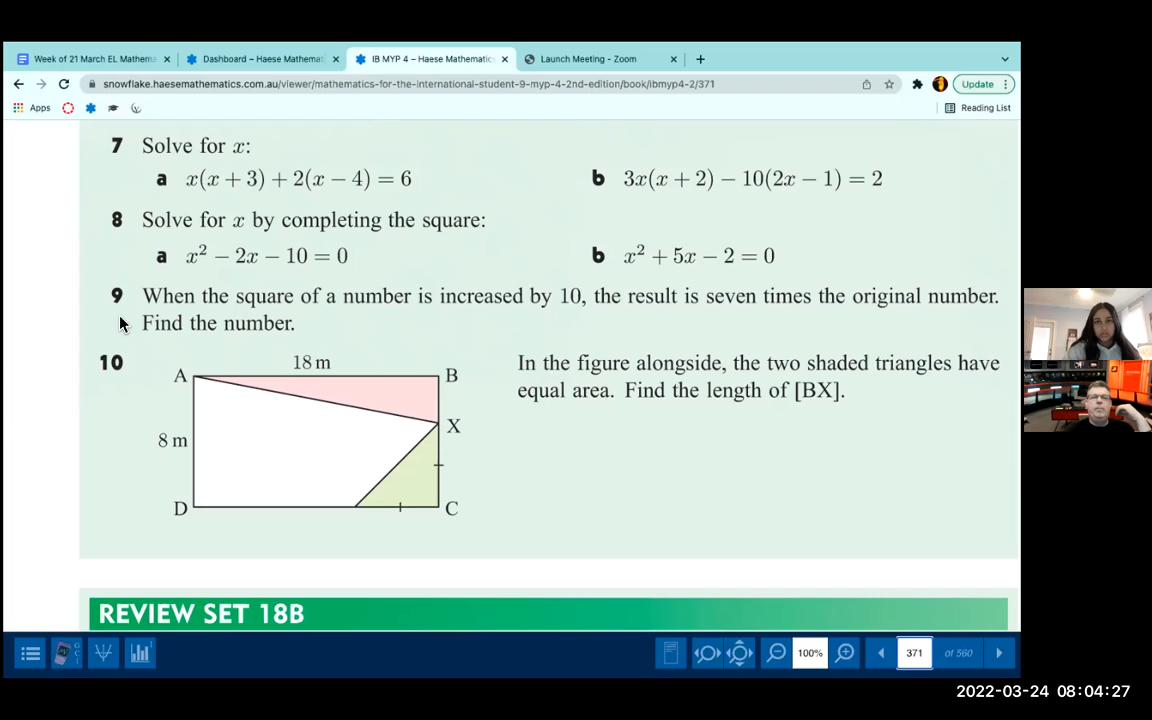 Week of 21 March EL Mathema
Dashboard – Haese Mathemat
IB MYP 4 – Haese Mathematic
Launch Meeting - Zoom
snowflake.haesemathematics.com.au/viewer/mathematics-for-the-international-student-9-myp-4-2nd-edition/book/ibmyp4-2/371
Update
Apps
Reading List
7 Solve for x:
a x(x + 3) + 2(x − 4) = 6
b 3x(x + 2) − 10(2x − 1) = 2
8 Solve for x by completing the square:
a x² − 2x − 10 = 0
b x² + 5x − 2 = 0
9 When the square of a number is increased by 10, the result is seven times the original number.
Find the number.
10
18 m
A
B
X
8 m
D
C
In the figure alongside, the two shaded triangles have
equal area. Find the length of [BX].
REVIEW SET 18B
100%
371
of 560
2022-03-24 08:04:27